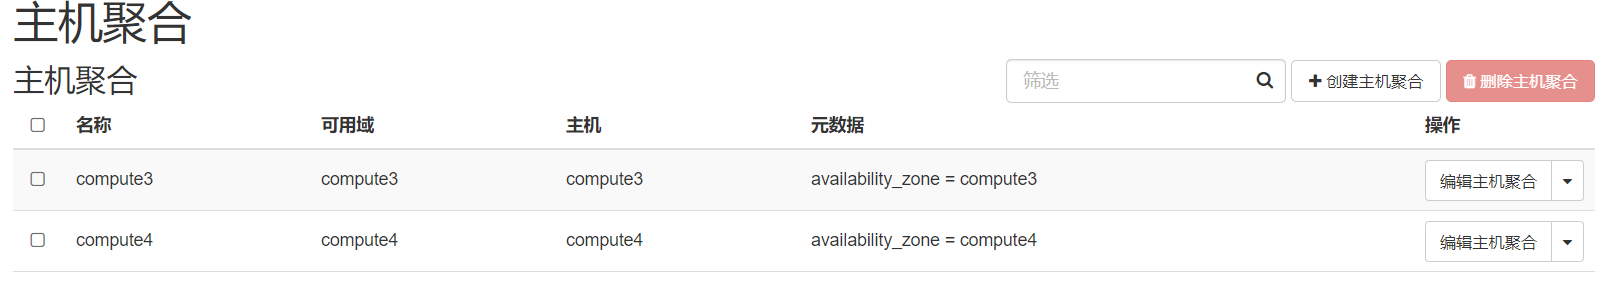 主机聚合
主机聚合
筛选 创建主机聚合 删除主机聚合
名称 可用域 主机 元数据 操作
compute3 compute3 compute3 availability_zone = compute3 编辑主机聚合
compute4 compute4 compute4 availability_zone = compute4 编辑主机聚合